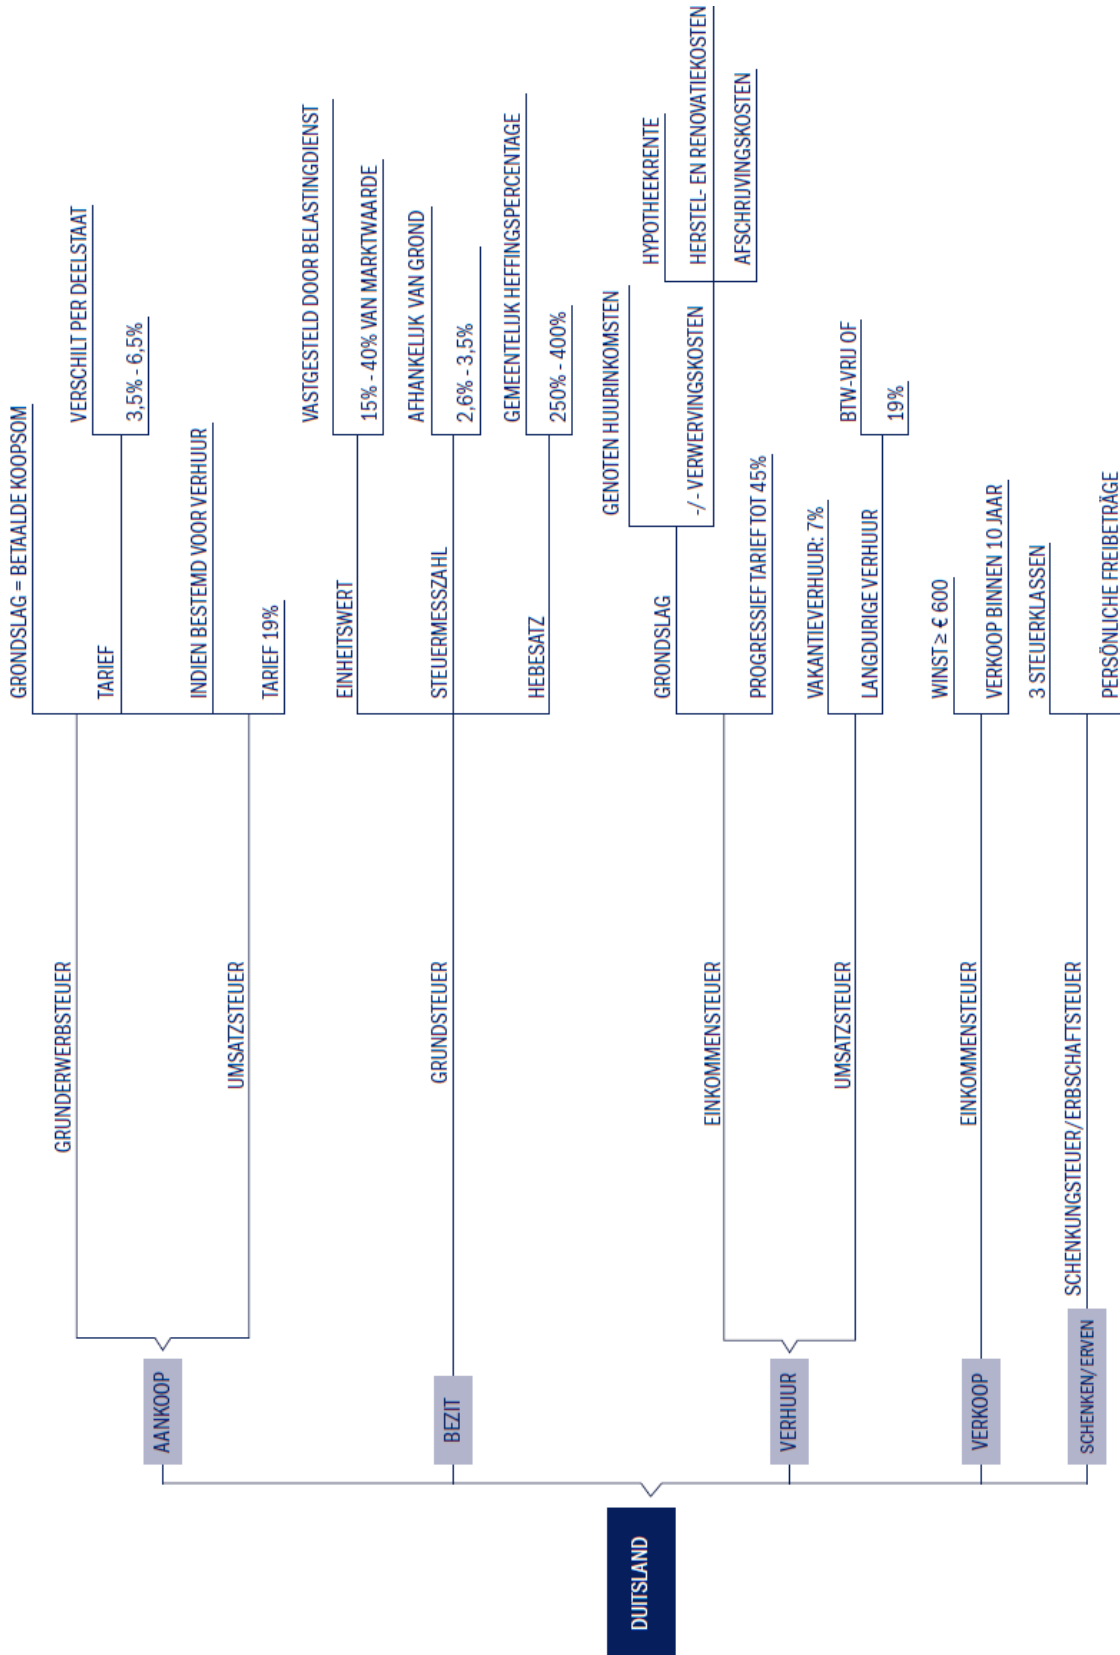 DUITSLAND
AANKOOP
GRUNDERWERBSTEUER
GRONDSLAG = BETAALDE KOOPSOM
TARIEF
VERSCHILT PER DEELSTAAT
3,5% - 6,5%
INDIEN BESTEMD VOOR VERHUUR
UMSATZSTEUER
TARIEF 19%
BEZIT
GRUNDSTEUER
EINHEITSWERT
VASTGESTELD DOOR BELASTINGDIENST
15% - 40% VAN MARKTWAARDE
STEUERMESSZAHL
AFHANKELIJK VAN GROND
2,6% - 3,5%
HEBESATZ
GEMEENTELIJK HEFFINGSPERCENTAGE
250% - 400%
VERHUUR
EINKOMMENSTEUER
GRONDSLAG
GENOTEN HUURINKOMSTEN
-/- VERWERVINGSKOSTEN
HYPOTHEEKRENTE
HERSTEL- EN RENOVATIEKOSTEN
AFSCHRIJVINGSKOSTEN
PROGRESSIEF TARIEF TOT 45%
UMSATZSTEUER
VAKANTIEVERHUUR: 7%
LANGDURIGE VERHUUR
BTW-VRIJ OF
19%
VERKOOP
EINKOMMENSTEUER
WINST ≥ € 600
VERKOOP BINNEN 10 JAAR
SCHENKEN/ERVEN
SCHENKUNGSTEUER/ERBSCHAFTSTEUER
3 STEUERKLASSEN
PERSÖNLICHE FREIBETRÄGE